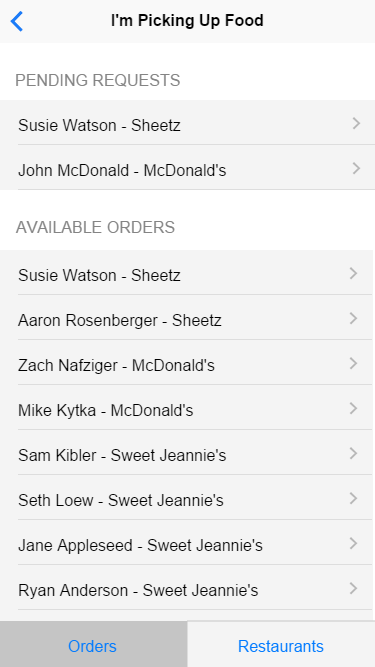 I'm Picking Up Food
PENDING REQUESTS
Susie Watson - Sheetz
John McDonald - McDonald's
AVAILABLE ORDERS
Susie Watson - Sheetz
Aaron Rosenberger - Sheetz
Zach Nafziger - McDonald's
Mike Kytka - McDonald's
Sam Kibler - Sweet Jeannie's
Seth Loew - Sweet Jeannie's
Jane Appleseed - Sweet Jeannie's
Ryan Anderson - Sweet Jeannie's
Orders
Restaurants